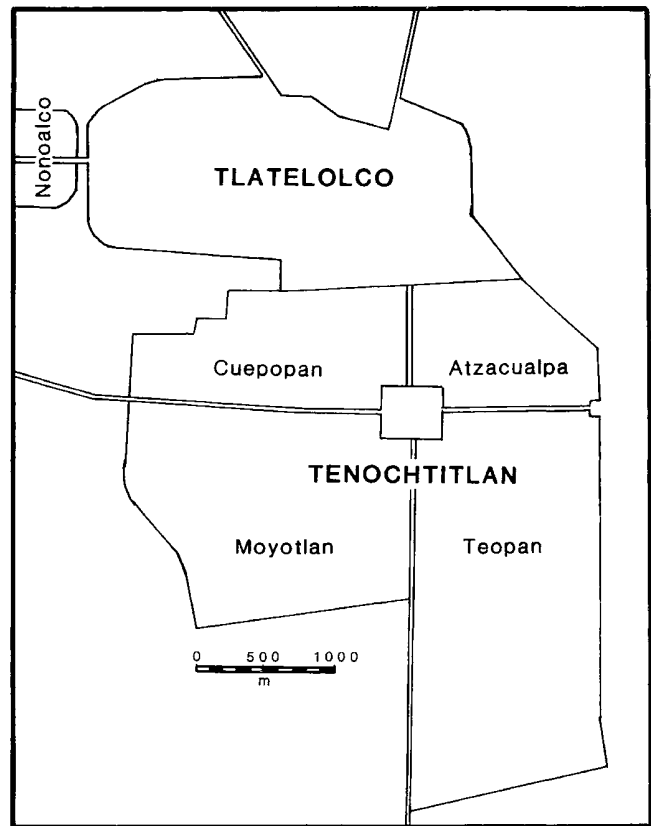 Nonoalco
TLATELOLCO
Cuepopan
Atzacualpa
TENOCHTITLAN
Moyotlan
Teopan
0 500 1000
m